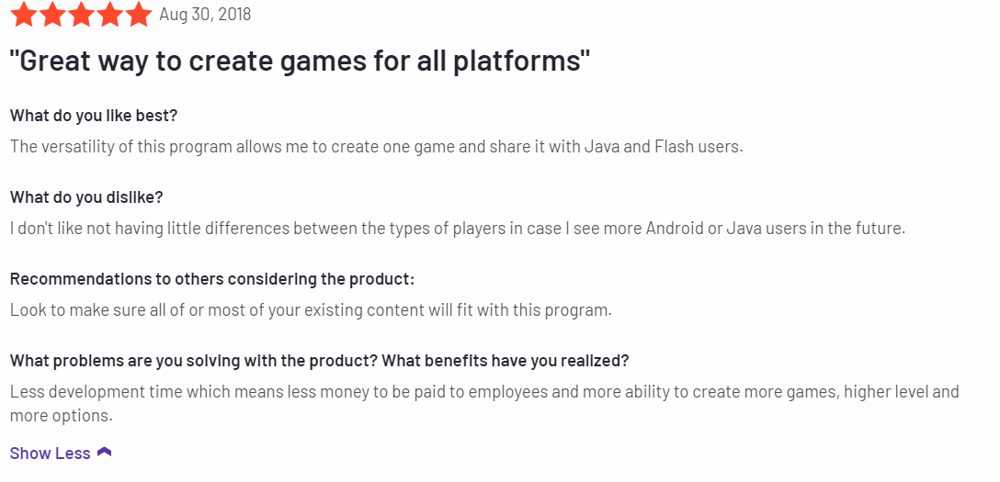 Aug 30, 2018
"Great way to create games for all platforms"
What do you like best?
The versatility of this program allows me to create one game and share it with Java and Flash users.
What do you dislike?
I don't like not having little differences between the types of players in case I see more Android or Java users in the future.
Recommendations to others considering the product:
Look to make sure all of or most of your existing content will fit with this program.
What problems are you solving with the product? What benefits have you realized?
Less development time which means less money to be paid to employees and more ability to create more games, higher level and
more options.
Show Less